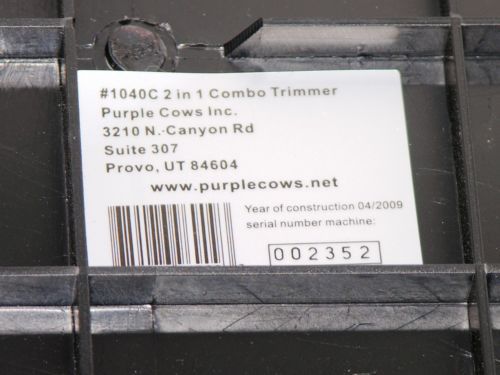 #1040C 2 in 1 Combo Trimmer
Purple Cows Inc.
3210 N. Canyon Rd
Suite 307
Provo, UT 84604
www.purplecows.net
Year of construction 04/2009
serial number machine:
002352